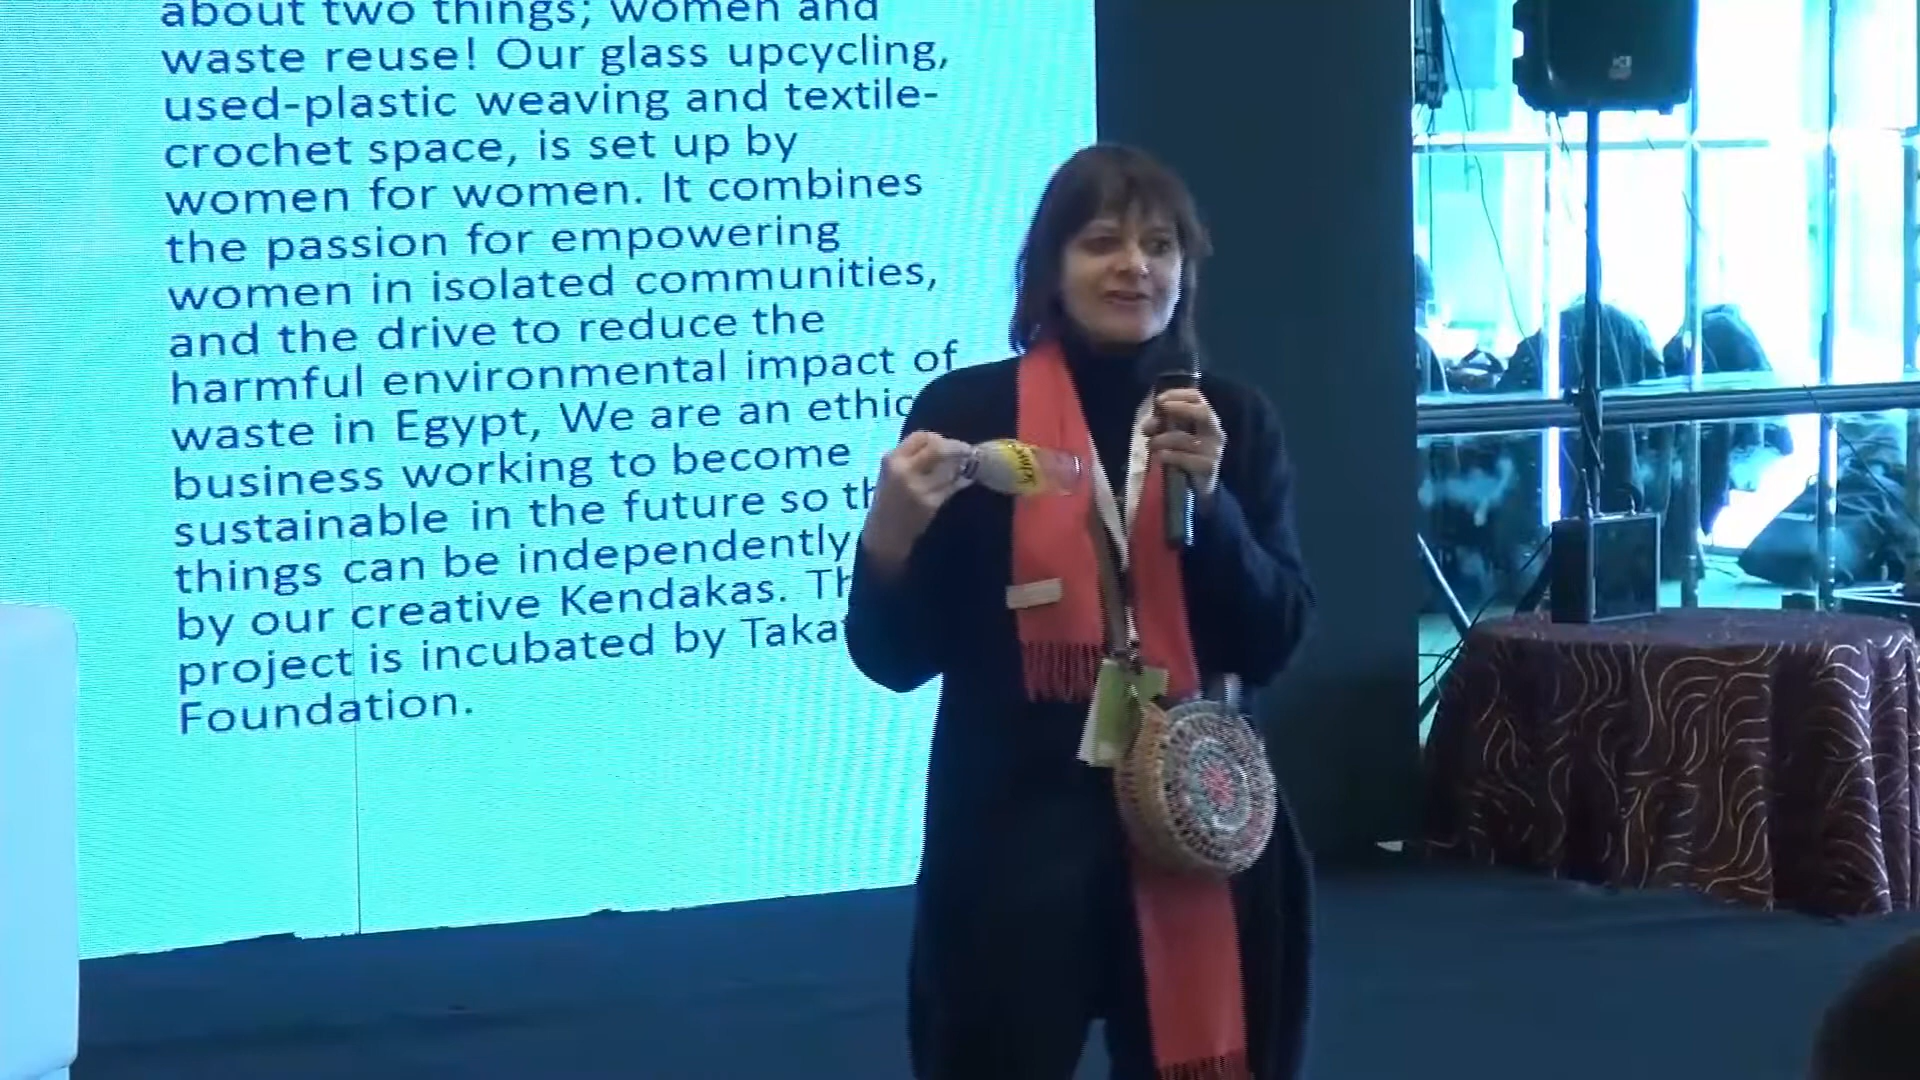 about two things; women and
waste reuse! Our glass upcycling,
used-plastic weaving and textile-
crochet space, is set up by
women for women. It combines
the passion for empowering
women in isolated communities,
and the drive to reduce the
harmful environmental impact of
waste in Egypt, We are an ethic
business working to become
sustainable in the future so th
things can be independently
by our creative Kendakas. Th
project is incubated by Taka
Foundation.